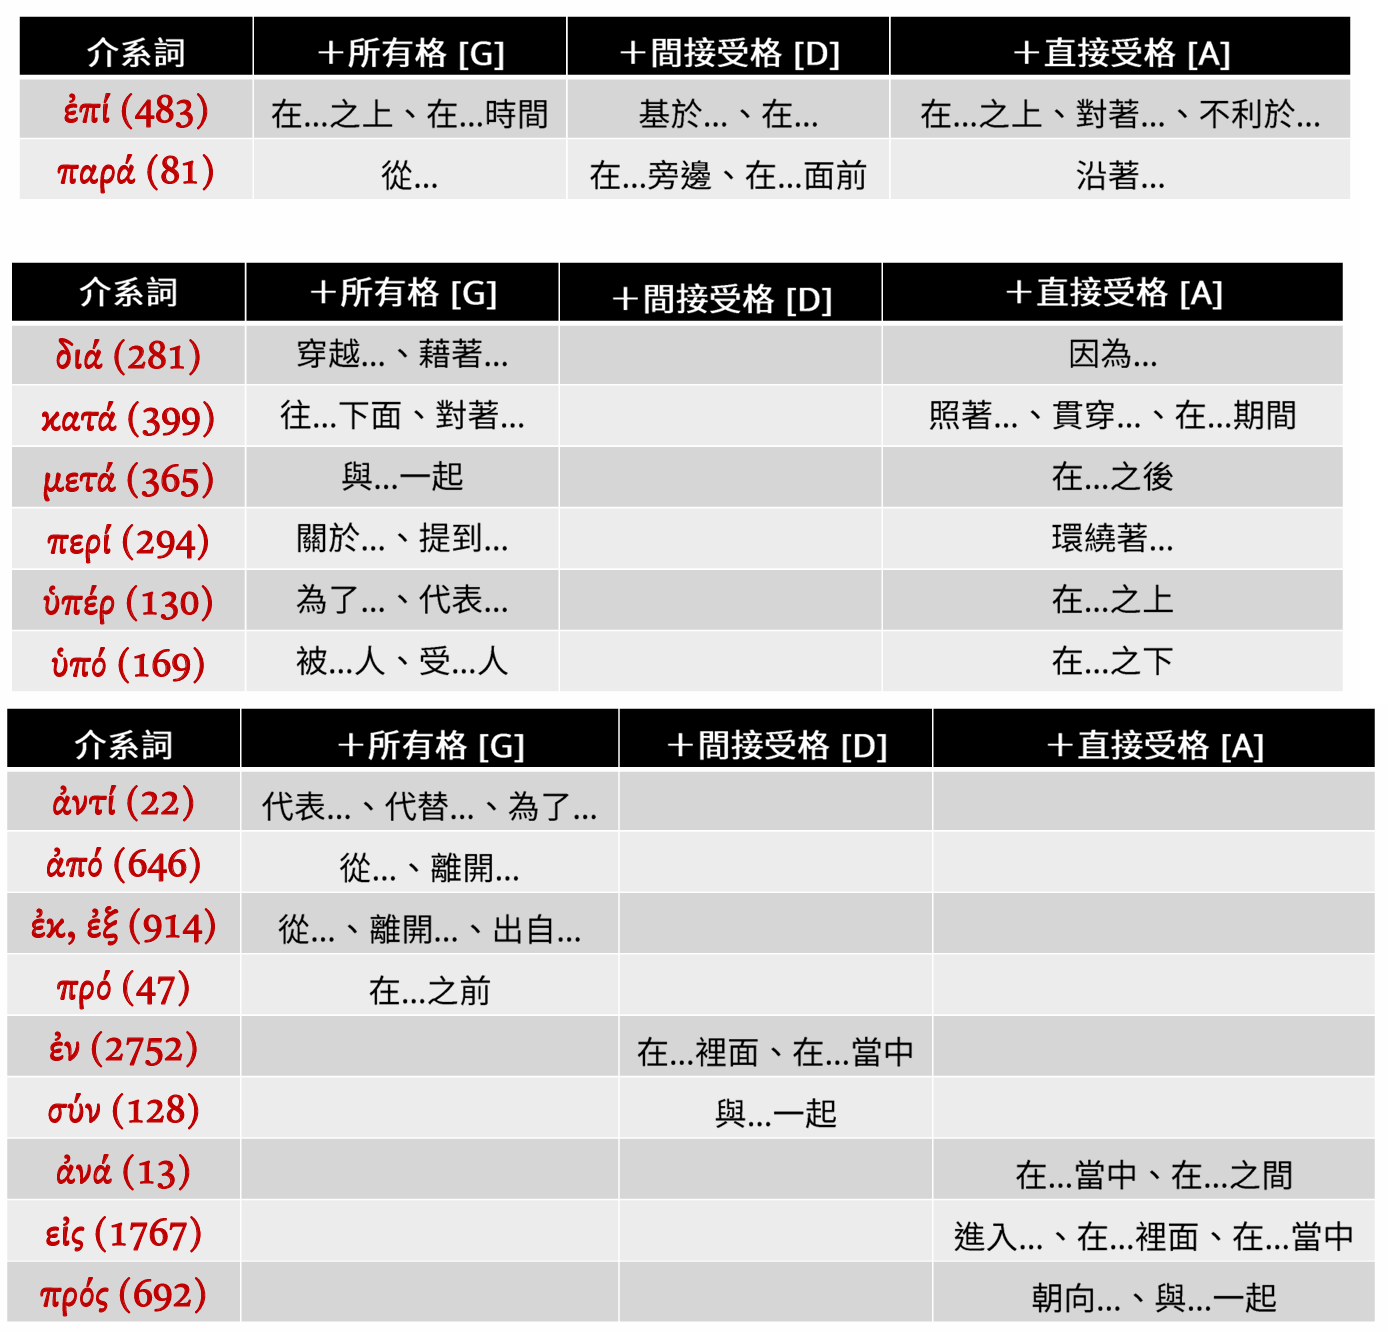 介系詞 ＋所有格 [G] ＋間接受格 [D] ＋直接受格 [A]
ἐπί (483) 在...之上、在...時間 基於...、在... 在...之上、對著...、不利於...
παρά (81) 從... 在...旁邊、在...面前 沿著...
介系詞 ＋所有格 [G] ＋間接受格 [D] ＋直接受格 [A]
διά (281) 穿越...、藉著... 因為...
κατά (399) 往...下面、對著... 照著...、貫穿...、在...期間
μετά (365) 與...一起 在...之後
περί (294) 關於...、提到... 環繞著...
ὑπέρ (130) 為了...、代表... 在...之上
ὑπό (169) 被...人、受...人 在...之下
介系詞 ＋所有格 [G] ＋間接受格 [D] ＋直接受格 [A]
ἀντί (22) 代表...、代替...、為了...
ἀπό (646) 從...、離開...
ἐκ, ἐξ (914) 從...、離開...、出自...
πρό (47) 在...之前
ἐν (2752) 在...裡面、在...當中
σύν (128) 與...一起
ἀνά (13) 在...當中、在...之間
εἰς (1767) 進入...、在...裡面、在...當中
πρός (692) 朝向...、與...一起